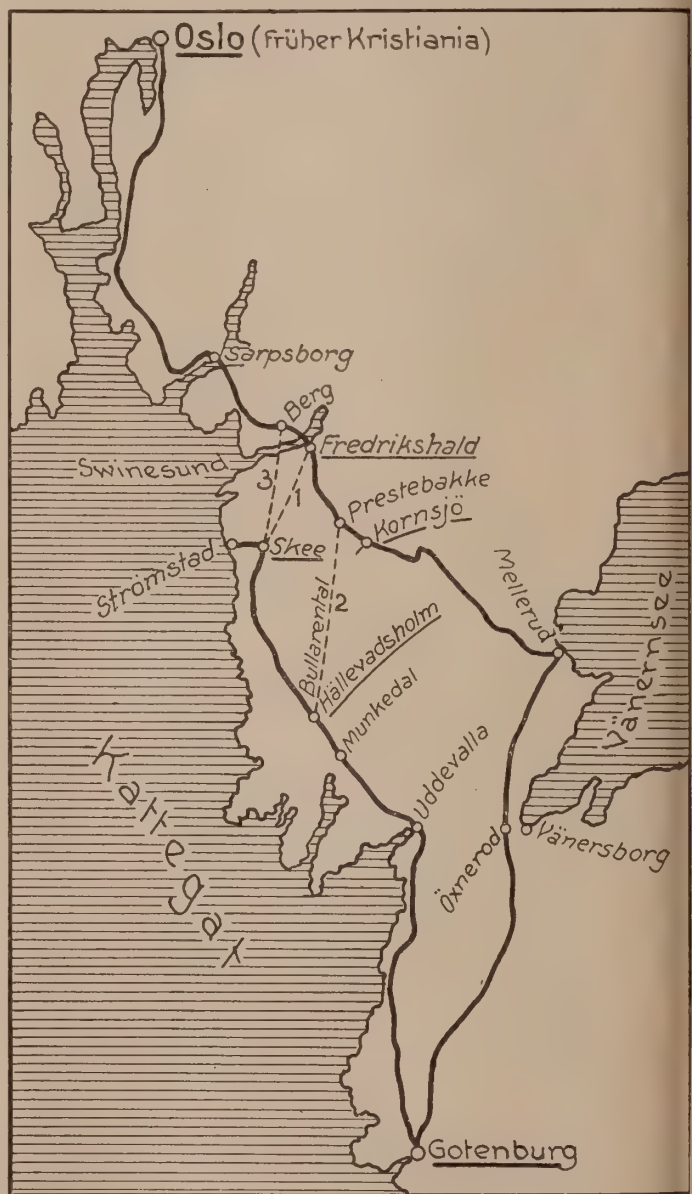 Oslo (früher Kristiania)
Sarpsborg
Berg
Fredrikshald
Swinesund
3
1
Prestebakke
Kornsjö
Skee
Strömstad
Mellerud
2
Bullarental
Hällevadsholm
Munkedal
Vänernsee
Uddevalla
Öxnerod
Vänersborg
Kattegat
Gotenburg